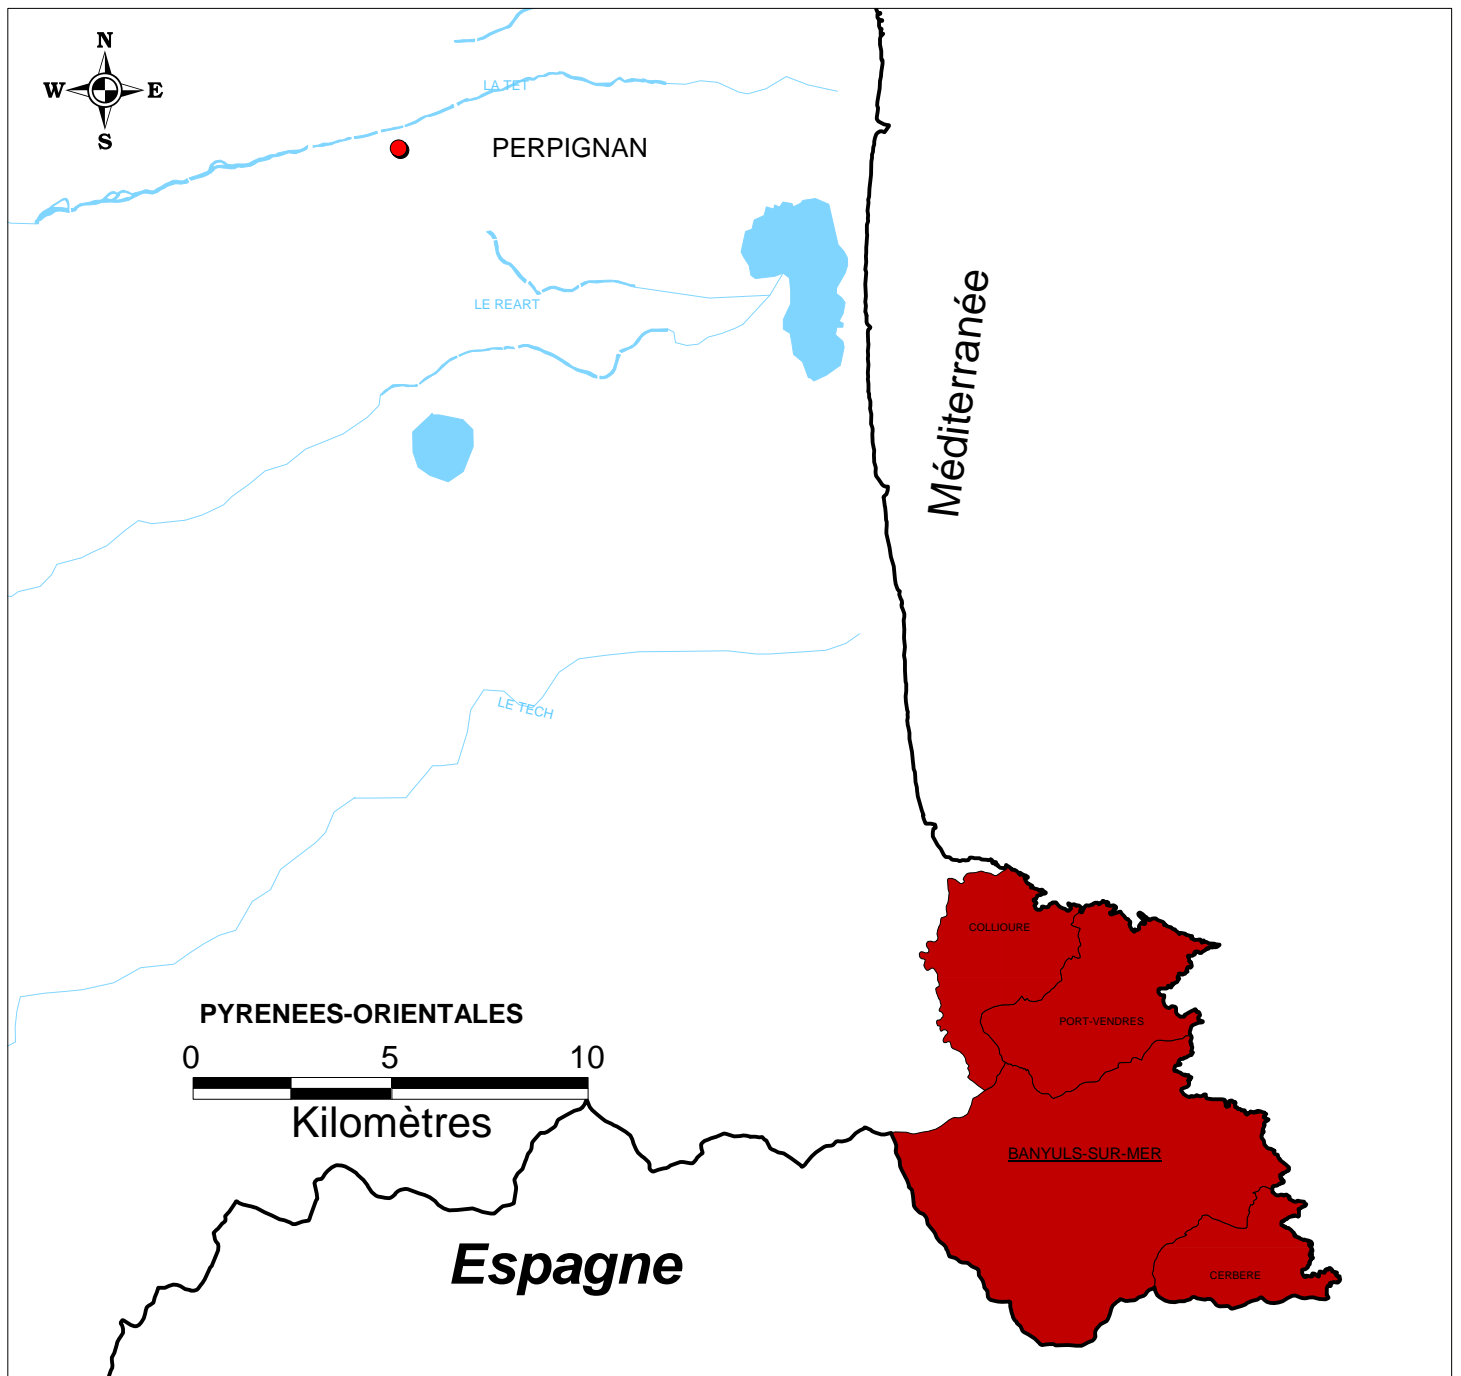 N
W E
S
LA TET
PERPIGNAN
LE REART
Méditerranée
LE TECH
COLLIOURE
PYRENEES-ORIENTALES
PORT-VENDRES
0 5 10
Kilomètres
BANYULS-SUR-MER
Espagne
CERBERE